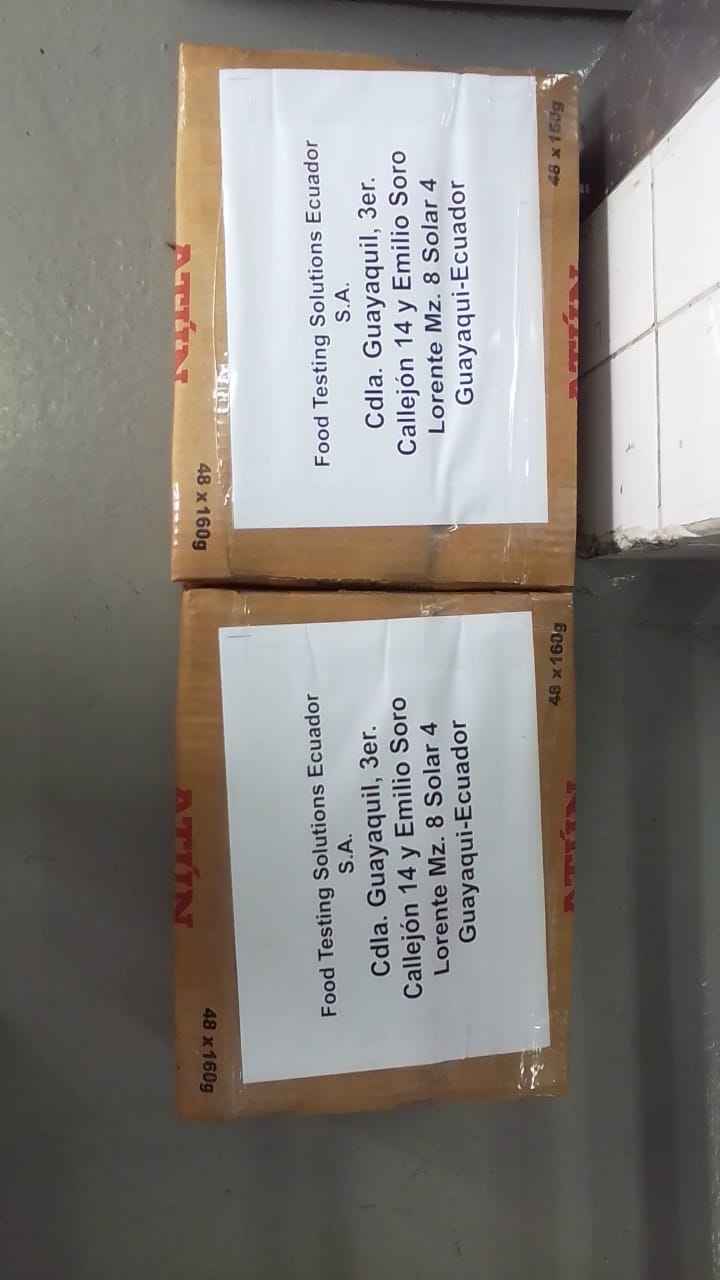 Food Testing Solutions Ecuador
S.A.
Cdla. Guayaquil, 3er.
Callejón 14 y Emilio Soro
Lorente Mz. 8 Solar 4
Guayaqui-Ecuador
ATÚN
48 x 160g
48 x 160g
ATÚN
Food Testing Solutions Ecuador
S.A.
Cdla. Guayaquil, 3er.
Callejón 14 y Emilio Soro
Lorente Mz. 8 Solar 4
Guayaqui-Ecuador
ATÚN
48 x 160g
48 x 160g
ATÚN